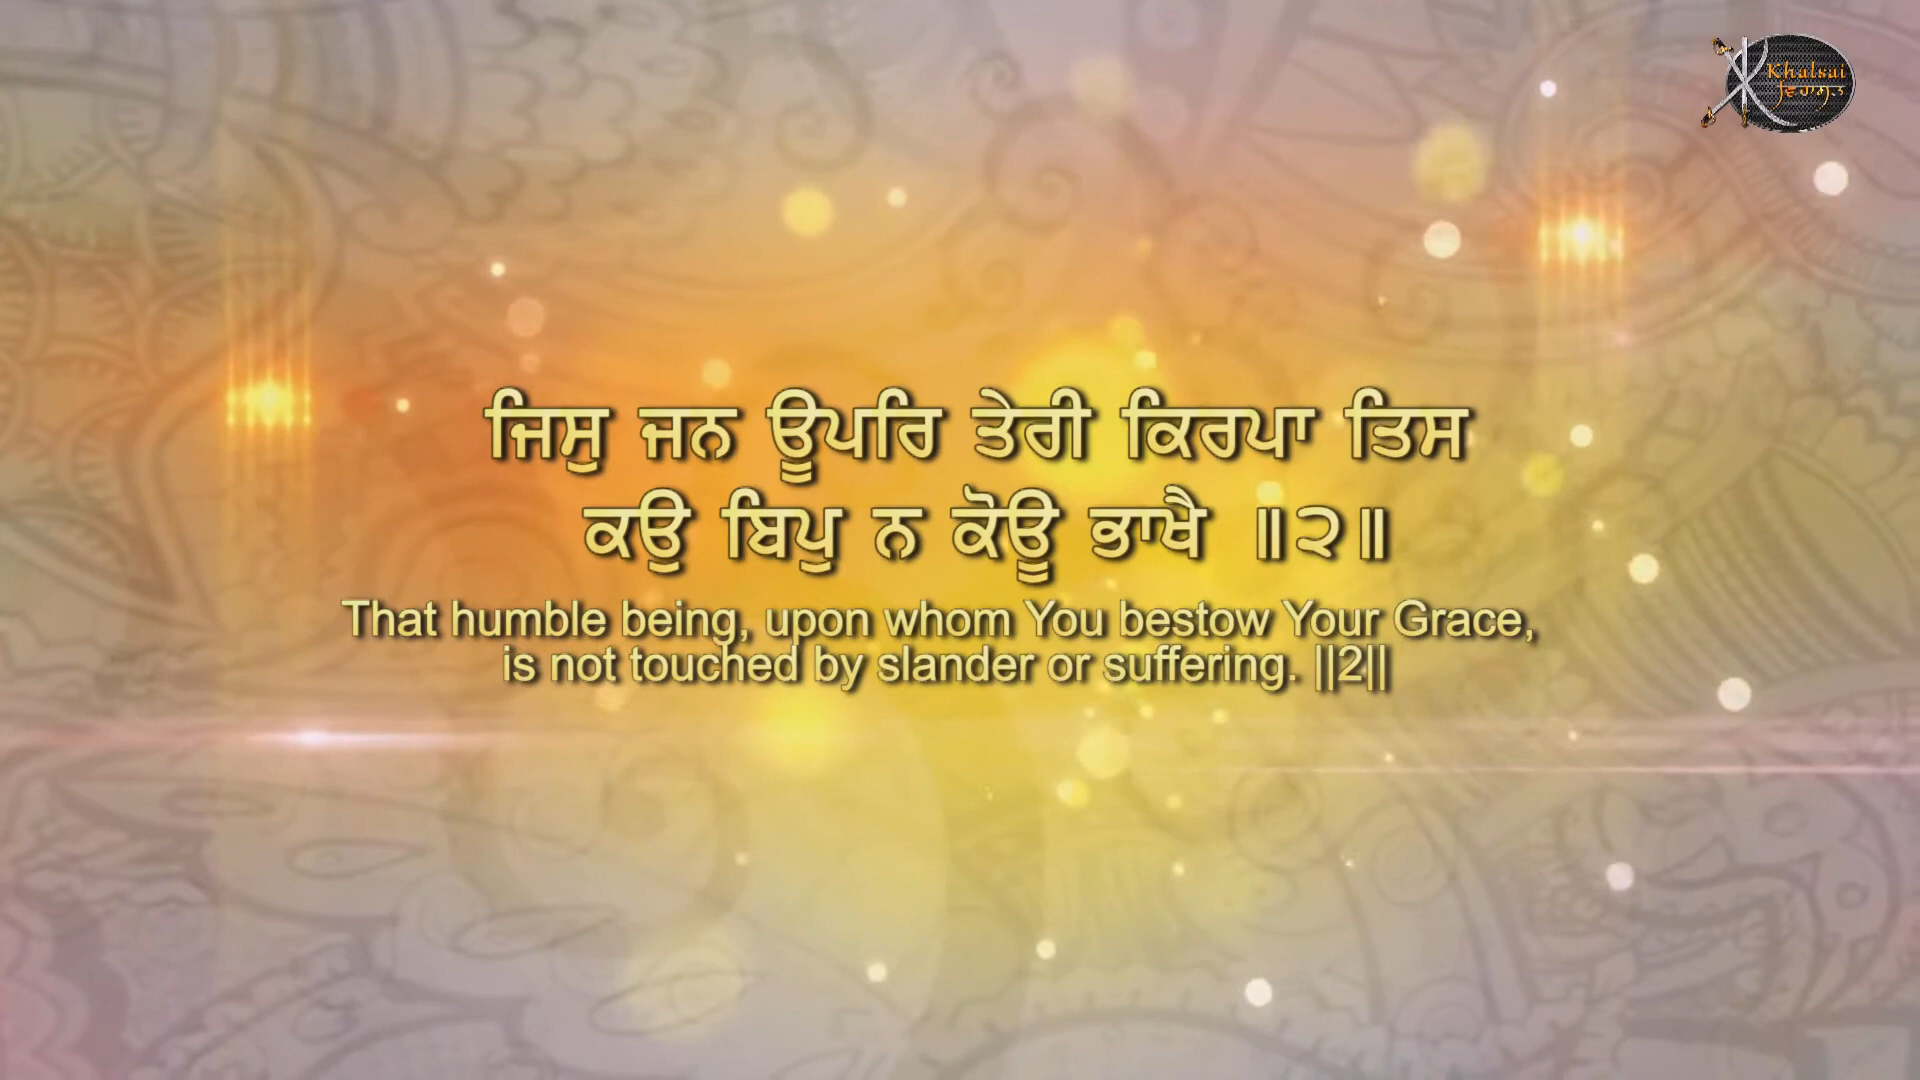 Khalsai
ਵਿਰਾਸਤ
ਜਿਸੁ ਜਨ ਊਪਰਿ ਤੇਰੀ ਕਿਰਪਾ ਤਿਸ
ਕਉ ਬਿਪੁ ਨ ਕੋਊ ਭਾਖੈ ॥੨॥
That humble being, upon whom You bestow Your Grace,
is not touched by slander or suffering. ||2||